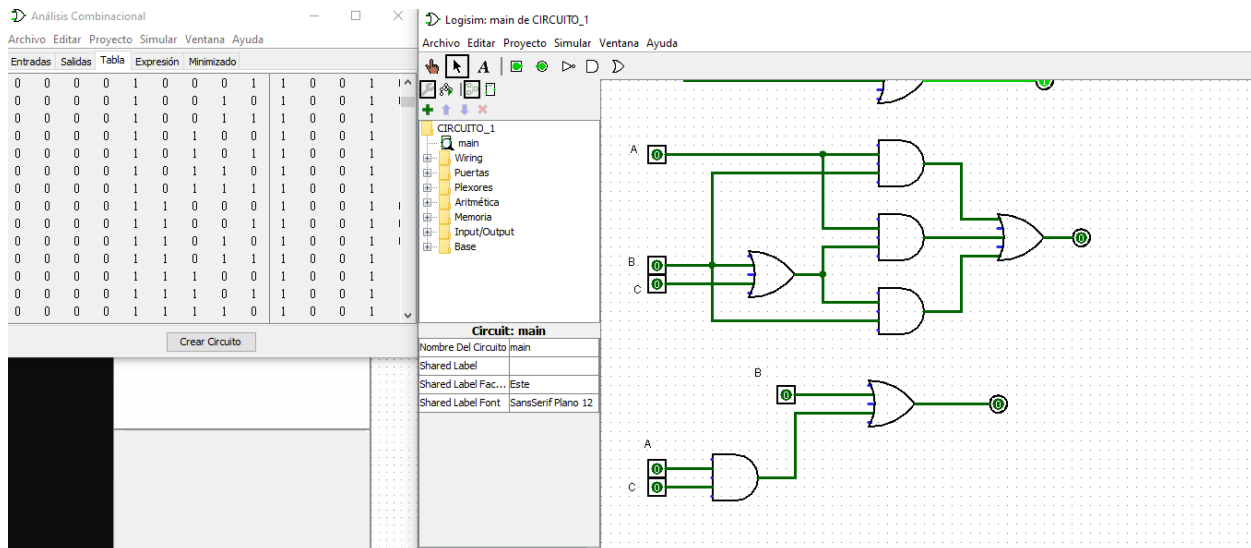 Análisis Combinacional
Archivo Editar Proyecto Simular Ventana Ayuda
Entradas Salidas Tabla Expresión Minimizado
0 0 0 0 1 0 0 0 1 1 0 0 1
0 0 0 0 1 0 0 1 0 1 0 0 1
0 0 0 0 1 0 0 1 1 1 0 0 1
0 0 0 0 1 0 1 0 0 1 0 0 1
0 0 0 0 1 0 1 0 1 1 0 0 1
0 0 0 0 1 0 1 1 0 1 0 0 1
0 0 0 0 1 0 1 1 1 1 0 0 1
0 0 0 0 1 1 0 0 0 1 0 0 1
0 0 0 0 1 1 0 0 1 1 0 0 1
0 0 0 0 1 1 0 1 0 1 0 0 1
0 0 0 0 1 1 0 1 1 1 0 0 1
0 0 0 0 1 1 1 0 0 1 0 0 1
0 0 0 0 1 1 1 0 1 1 0 0 1
0 0 0 0 1 1 1 1 0 1 0 0 1
Crear Circuito
Logisim: main de CIRCUITO_1
Archivo Editar Proyecto Simular Ventana Ayuda
A
CIRCUITO_1
main
Wiring
Puertas
Plexores
Aritmética
Memoria
Input/Output
Base
Circuit: main
Nombre Del Circuito main
Shared Label
Shared Label Fac... Este
Shared Label Font SansSerif Plano 12
A 0
B 0
C 0
0
B
0
0
A
0
C 0